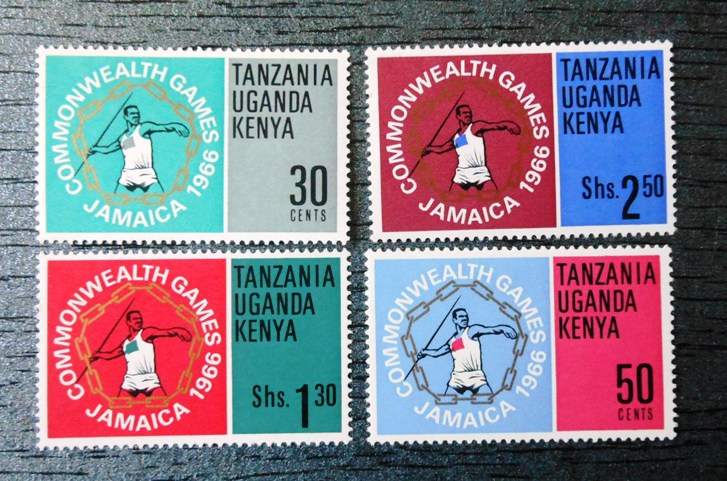 COMMONWEALTH GAMES
JAMAICA 1966
TANZANIA
UGANDA
KENYA
30
CENTS
COMMONWEALTH GAMES
JAMAICA 1966
TANZANIA
UGANDA
KENYA
Shs. 2 50
COMMONWEALTH GAMES
JAMAICA 1966
TANZANIA
UGANDA
KENYA
Shs. 1 30
COMMONWEALTH GAMES
JAMAICA 1966
TANZANIA
UGANDA
KENYA
50
CENTS